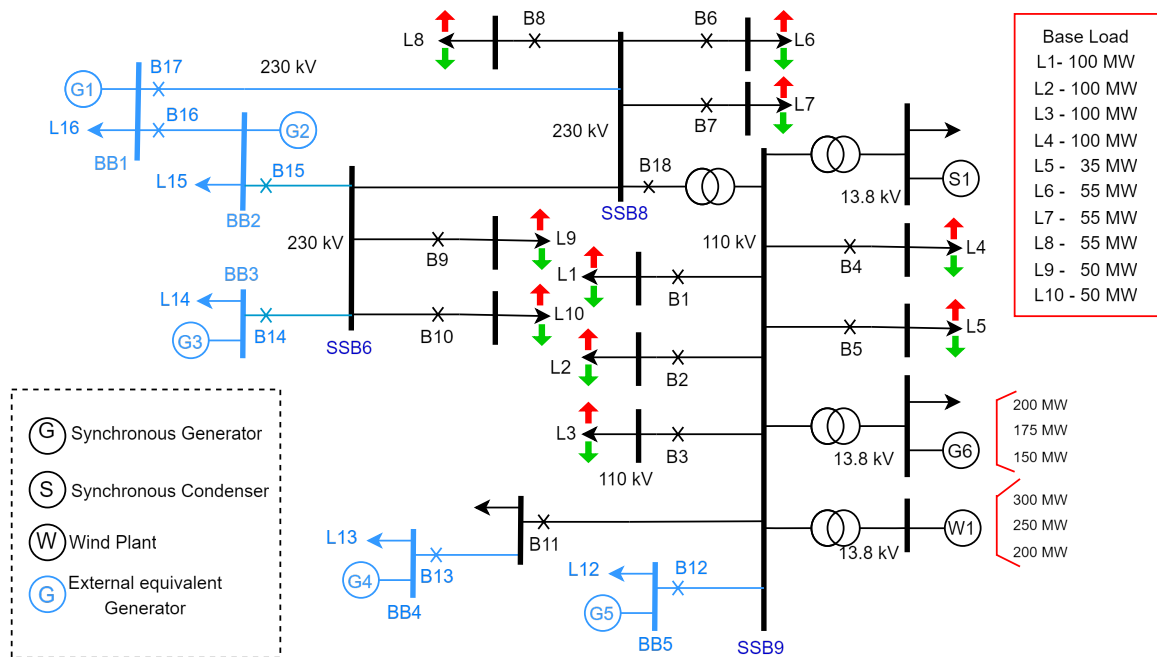 B8
B6
L8
L6
Base Load
L1- 100 MW
L2 - 100 MW
L3 - 100 MW
L4 - 100 MW
L5 - 35 MW
L6 - 55 MW
L7 - 55 MW
L8 - 55 MW
L9 - 50 MW
L10 - 50 MW
B17
230 kV
G1
L7
B7
L16
B16
G2
230 kV
BB1
B15
B18
L15
S1
13.8 kV
BB2
SSB8
230 kV
110 kV
L9
B9
L4
B4
BB3
L1
B1
L14
L10
B14
B10
G3
SSB6
L5
B5
L2
B2
200 MW
175 MW
150 MW
G
Synchronous Generator
L3
B3
G6
13.8 kV
110 kV
S
Synchronous Condenser
300 MW
250 MW
200 MW
W
Wind Plant
L13
B11
W1
13.8 kV
G
External equivalent
Generator
G4
B13
L12
B12
BB4
G5
BB5
SSB9